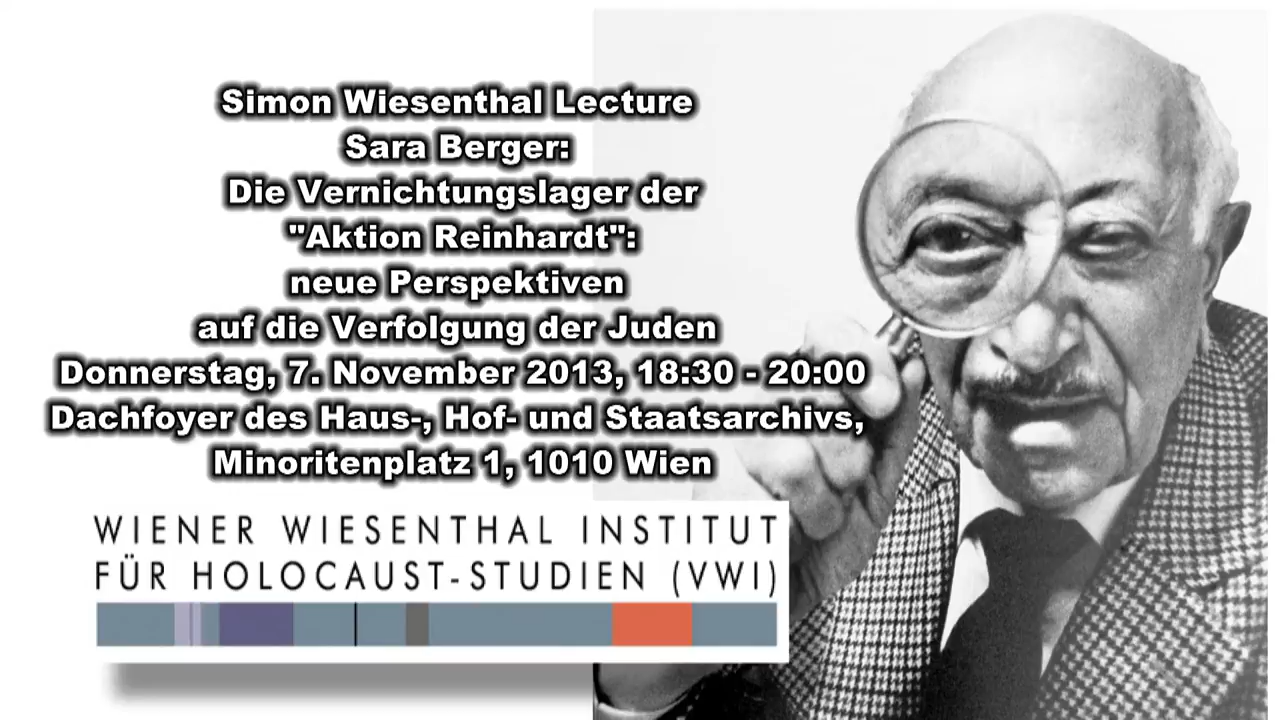 Simon Wiesenthal Lecture
Sara Berger:
Die Vernichtungslager der
"Aktion Reinhardt":
neue Perspektiven
auf die Verfolgung der Juden
Donnerstag, 7. November 2013, 18:30 - 20:00
Dachfoyer des Haus-, Hof- und Staatsarchivs,
Minoritenplatz 1, 1010 Wien
WIENER WIESENTHAL INSTITUT
FÜR HOLOCAUST-STUDIEN (VWI)